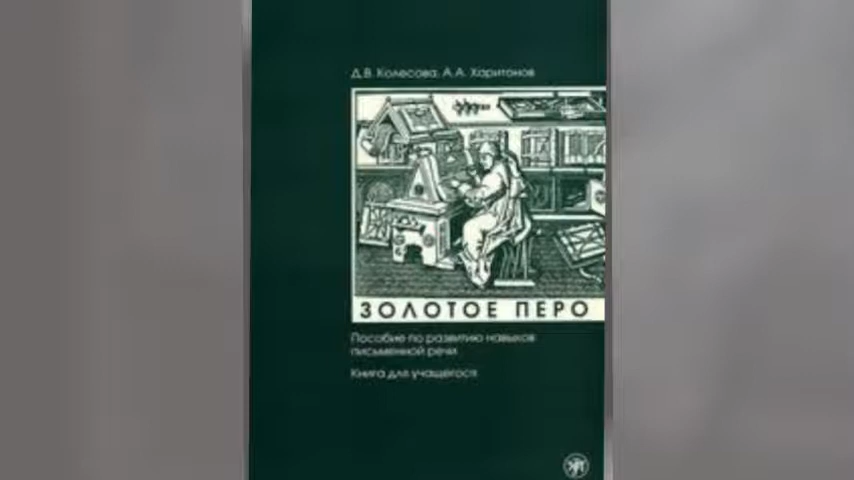 Д.В. Колесова, А.А. Харитонов
ЗОЛОТОЕ ПЕРО
Пособие по развитию навыков
письменной речи
Книга для учащегося